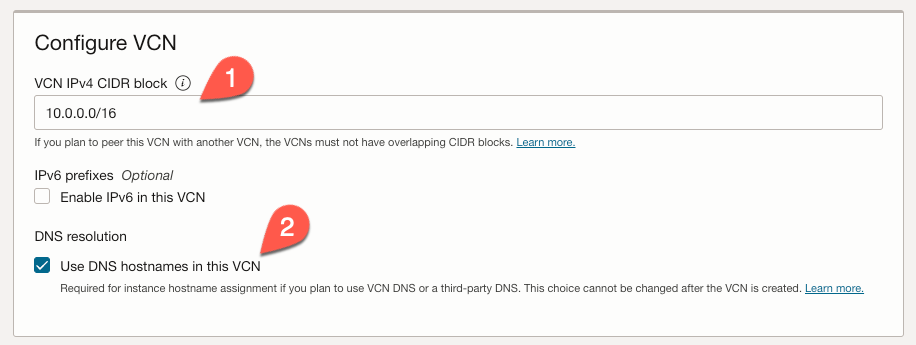 Configure VCN
VCN IPv4 CIDR block i
1
10.0.0.0/16
If you plan to peer this VCN with another VCN, the VCNs must not have overlapping CIDR blocks. Learn more.
IPv6 prefixes Optional
Enable IPv6 in this VCN
2
DNS resolution
Use DNS hostnames in this VCN
Required for instance hostname assignment if you plan to use VCN DNS or a third-party DNS. This choice cannot be changed after the VCN is created. Learn more.